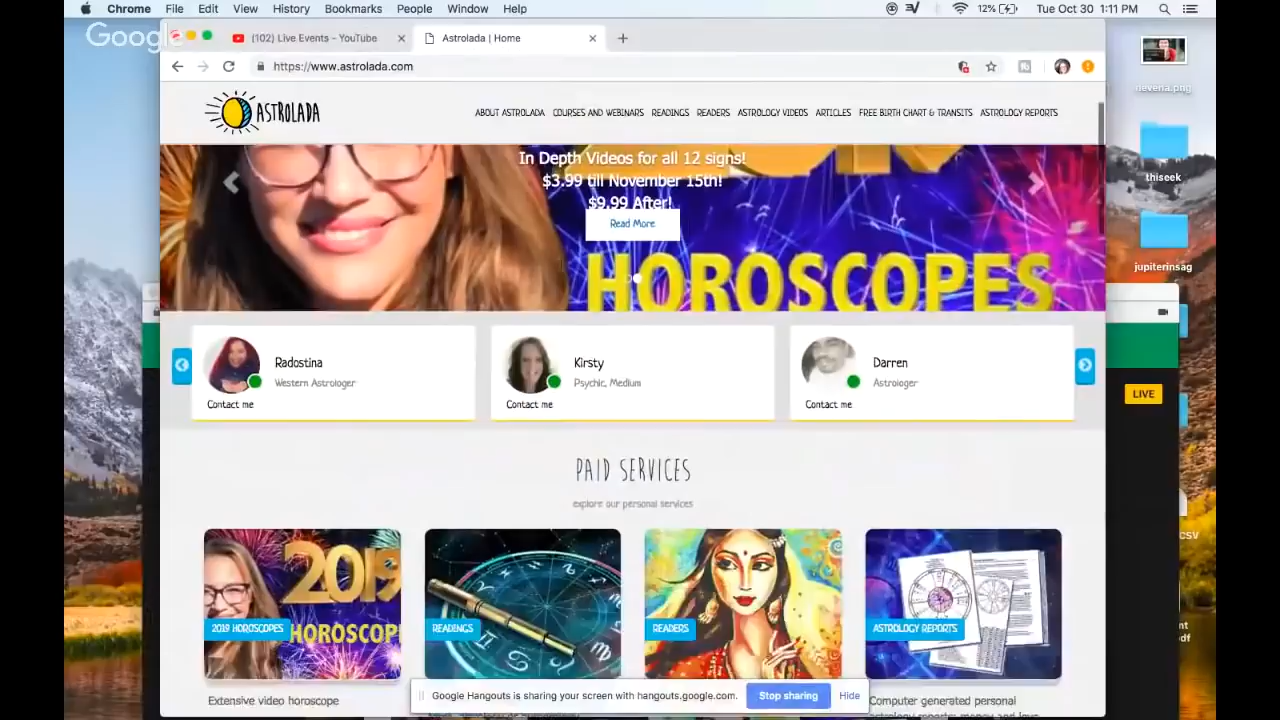 Chrome File Edit View History Bookmarks People Window Help 12% Tue Oct 30 1:11 PM
Google
(102) Live Events - YouTube
Astrolada | Home
https://www.astrolada.com
nevena.png
ASTROLADA
ABOUT ASTROLADA COURSES AND WEBINARS READINGS READERS ASTROLOGY VIDEOS ARTICLES FREE BIRTH CHART & TRANSITS ASTROLOGY REPORTS
In Depth Videos for all 12 signs!
$3.99 till November 15th!
$9.99 After!
Read More
HOROSCOPES
thiseek
jupiterinsag
Radostina
Western Astrologer
Contact me
Kirsty
Psychic, Medium
Contact me
Darren
Astrologer
Contact me
LIVE
PAID SERVICES
explore our personal services
2019
HOROSCOP
2019 HOROSCOPES
READINGS
READERS
ASTROLOGY REPORTS
CSV
Extensive video horoscope
Computer generated personal
Google Hangouts is sharing your screen with hangouts.google.com.
Stop sharing
Hide